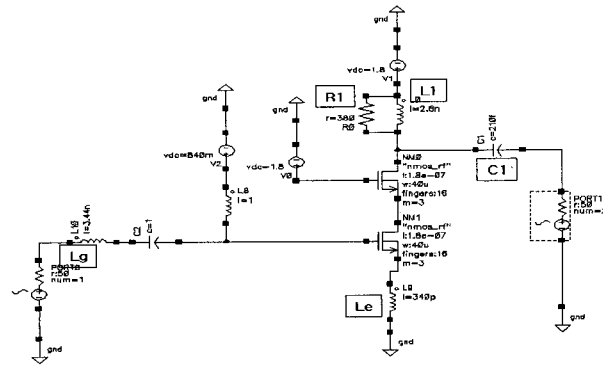 gnd
vdc=1.8
V1
R1
L1
L0
l=2.6n
r=380
R0
gnd
gnd
vdc=840m
V2
vdc=1.8
V0
C1
c=210f
C1
NM0
"nmos_rf"
l:1.8e-07
w:40u
fingers:16
m=3
L8
l=1
NM1
"nmos_rf"
l:1.8e-07
w:40u
fingers:16
m=3
PORT1
r:50
num=
L10
l=3.44n
C2
c=1
Lg
r:50
num=1
Le
L9
l=340p
gnd
gnd
gnd